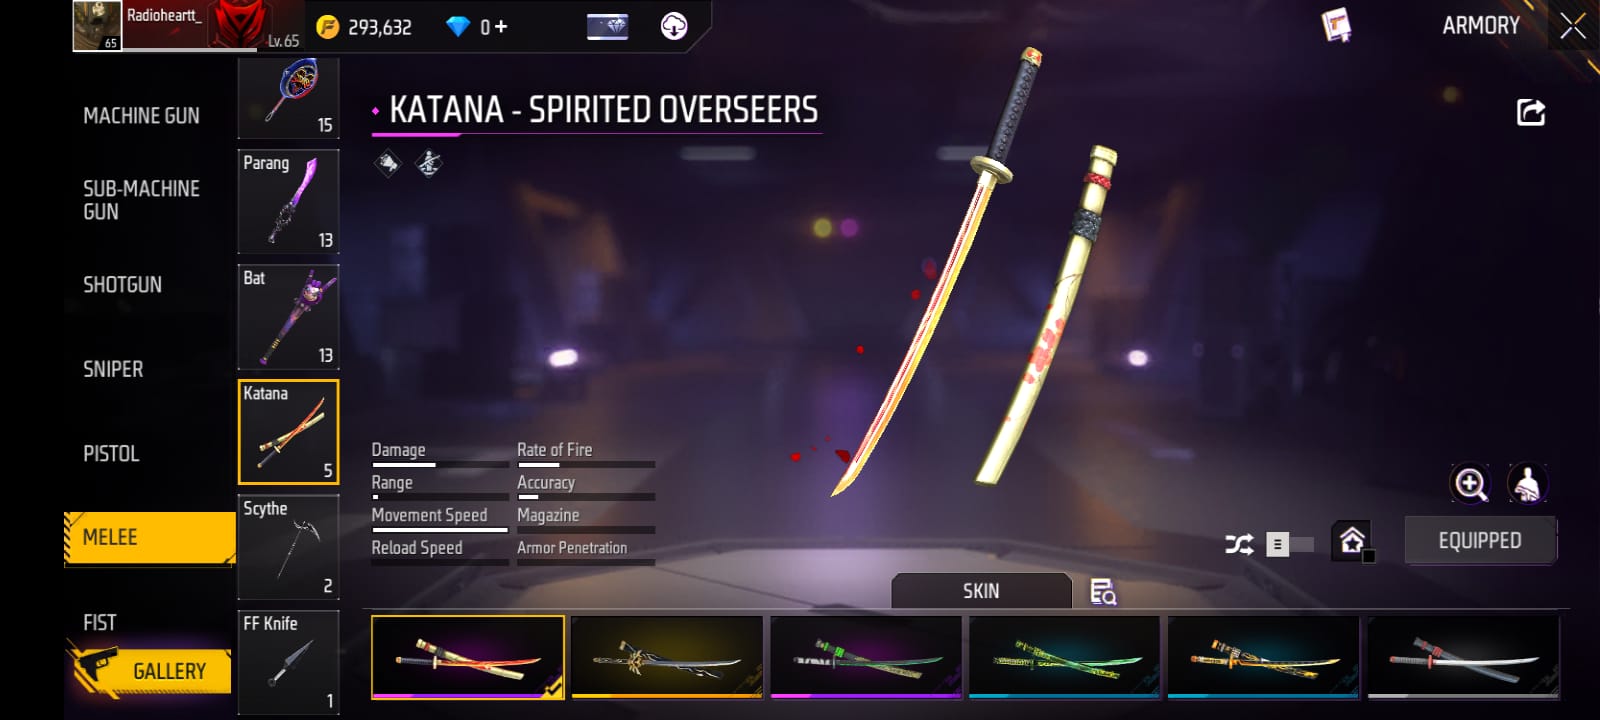 Radioheartt_
65
Lv.65
293,632
0 +
ARMORY
MACHINE GUN
SUB-MACHINE
GUN
SHOTGUN
SNIPER
PISTOL
MELEE
FIST
GALLERY
15
Parang
13
Bat
13
Katana
5
Scythe
2
FF Knife
1
KATANA - SPIRITED OVERSEERS
Damage
Rate of Fire
Range
Accuracy
Movement Speed
Magazine
Reload Speed
Armor Penetration
EQUIPPED
SKIN